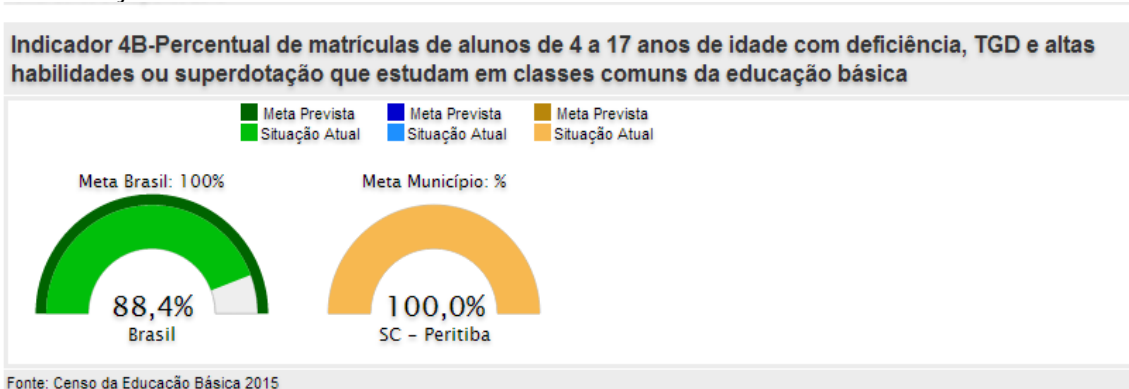 Indicador 4B-Percentual de matrículas de alunos de 4 a 17 anos de idade com deficiência, TGD e altas
habilidades ou superdotação que estudam em classes comuns da educação básica
Meta Prevista Meta Prevista Meta Prevista
Situação Atual Situação Atual Situação Atual
Meta Brasil: 100% Meta Município: %
88,4% 100,0%
Brasil SC - Peritiba
Fonte: Censo da Educação Básica 2015